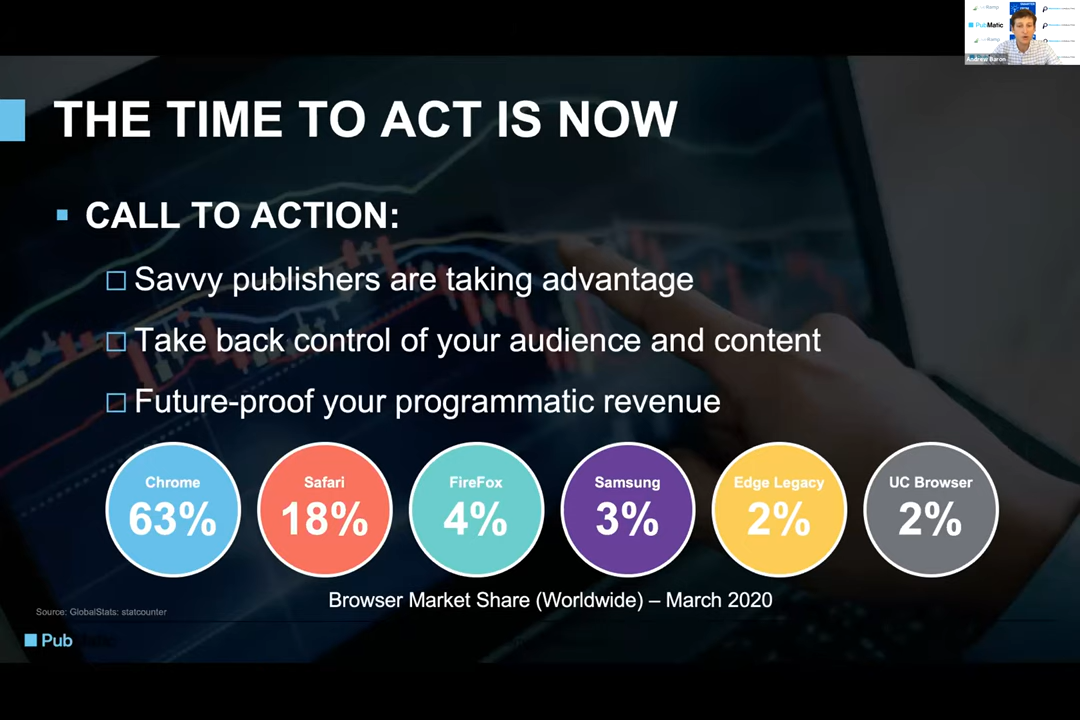 THE TIME TO ACT IS NOW
CALL TO ACTION:
Savvy publishers are taking advantage
Take back control of your audience and content
Future-proof your programmatic revenue
Chrome
63%
Safari
18%
FireFox
4%
Samsung
3%
Edge Legacy
2%
UC Browser
2%
Browser Market Share (Worldwide) – March 2020
Source: GlobalStats: statcounter
Pub
PubMatic
Andrew Baron